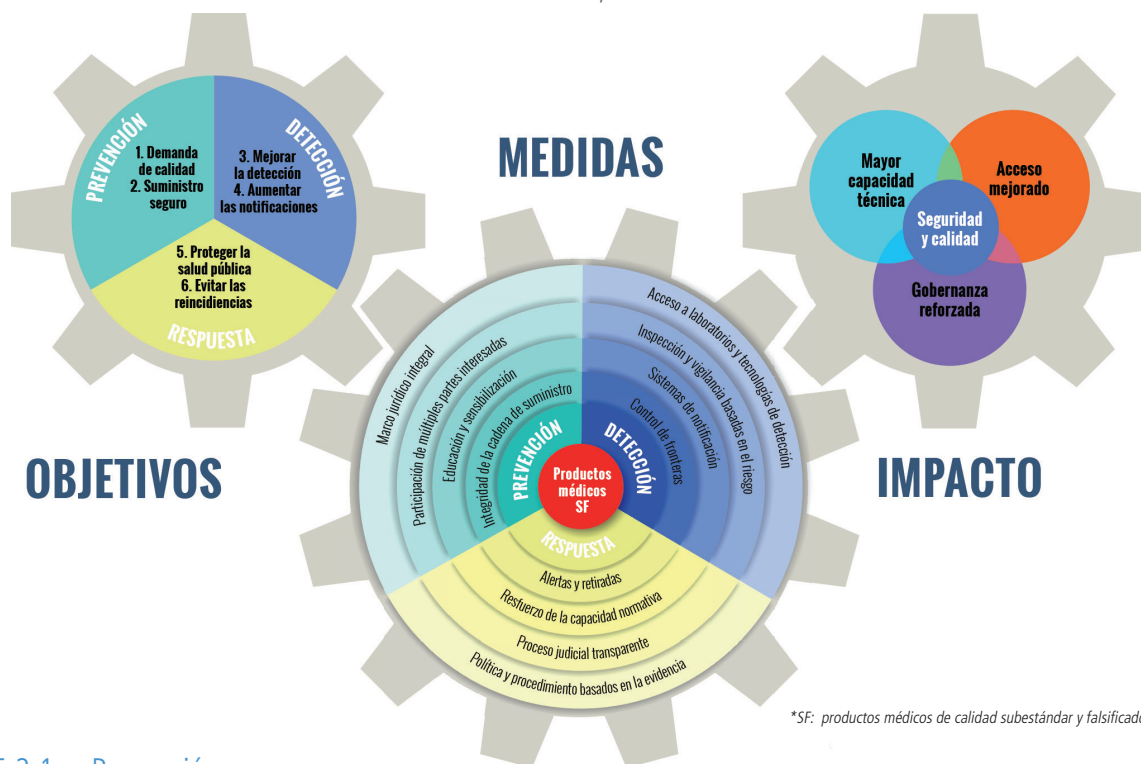 PREVENCIÓN
1. Demanda
de calidad
2. Suministro
seguro
DETECCIÓN
3. Mejorar
la detección
4. Aumentar
las notificaciones
5. Proteger la
salud pública
6. Evitar las
reincidiencias
RESPUESTA
OBJETIVOS
MEDIDAS
Marco jurídico integral
Participación de múltiples partes interesadas
Educación y sensibilización
Integridad de la cadena de suministro
PREVENCIÓN
Acceso a laboratorios y tecnologías de detección
Inspección y vigilancia basadas en el riesgo
Sistemas de notificación
Control de fronteras
DETECCIÓN
Productos
médicos
SF
RESPUESTA
Alertas y retiradas
Resfuerzo de la capacidad normativa
Proceso judicial transparente
Política y procedimiento basados en la evidencia
Mayor
capacidad
técnica
Acceso
mejorado
Seguridad
y calidad
Gobernanza
reforzada
IMPACTO
*SF: productos médicos de calidad subestándar y falsificado